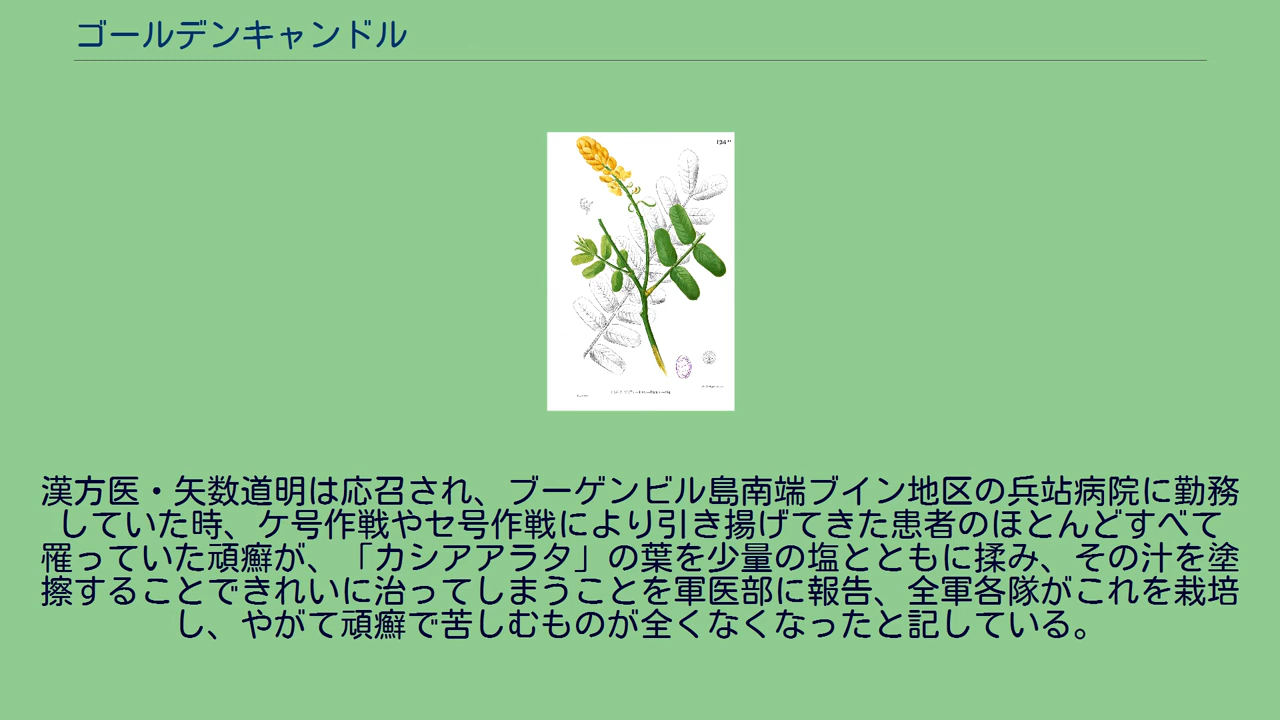 ゴールデンキャンドル
134
漢方医・矢数道明は応召され、ブーゲンビル島南端ブイン地区の兵站病院に勤務
していた時、ケ号作戦やセ号作戦により引き揚げてきた患者のほとんどすべて
罹っていた頑癬が、「カシアアラタ」の葉を少量の塩とともに揉み、その汁を塗
擦することできれいに治ってしまうことを軍医部に報告、全軍各隊がこれを栽培
し、やがて頑癬で苦しむものが全くなくなったと記している。